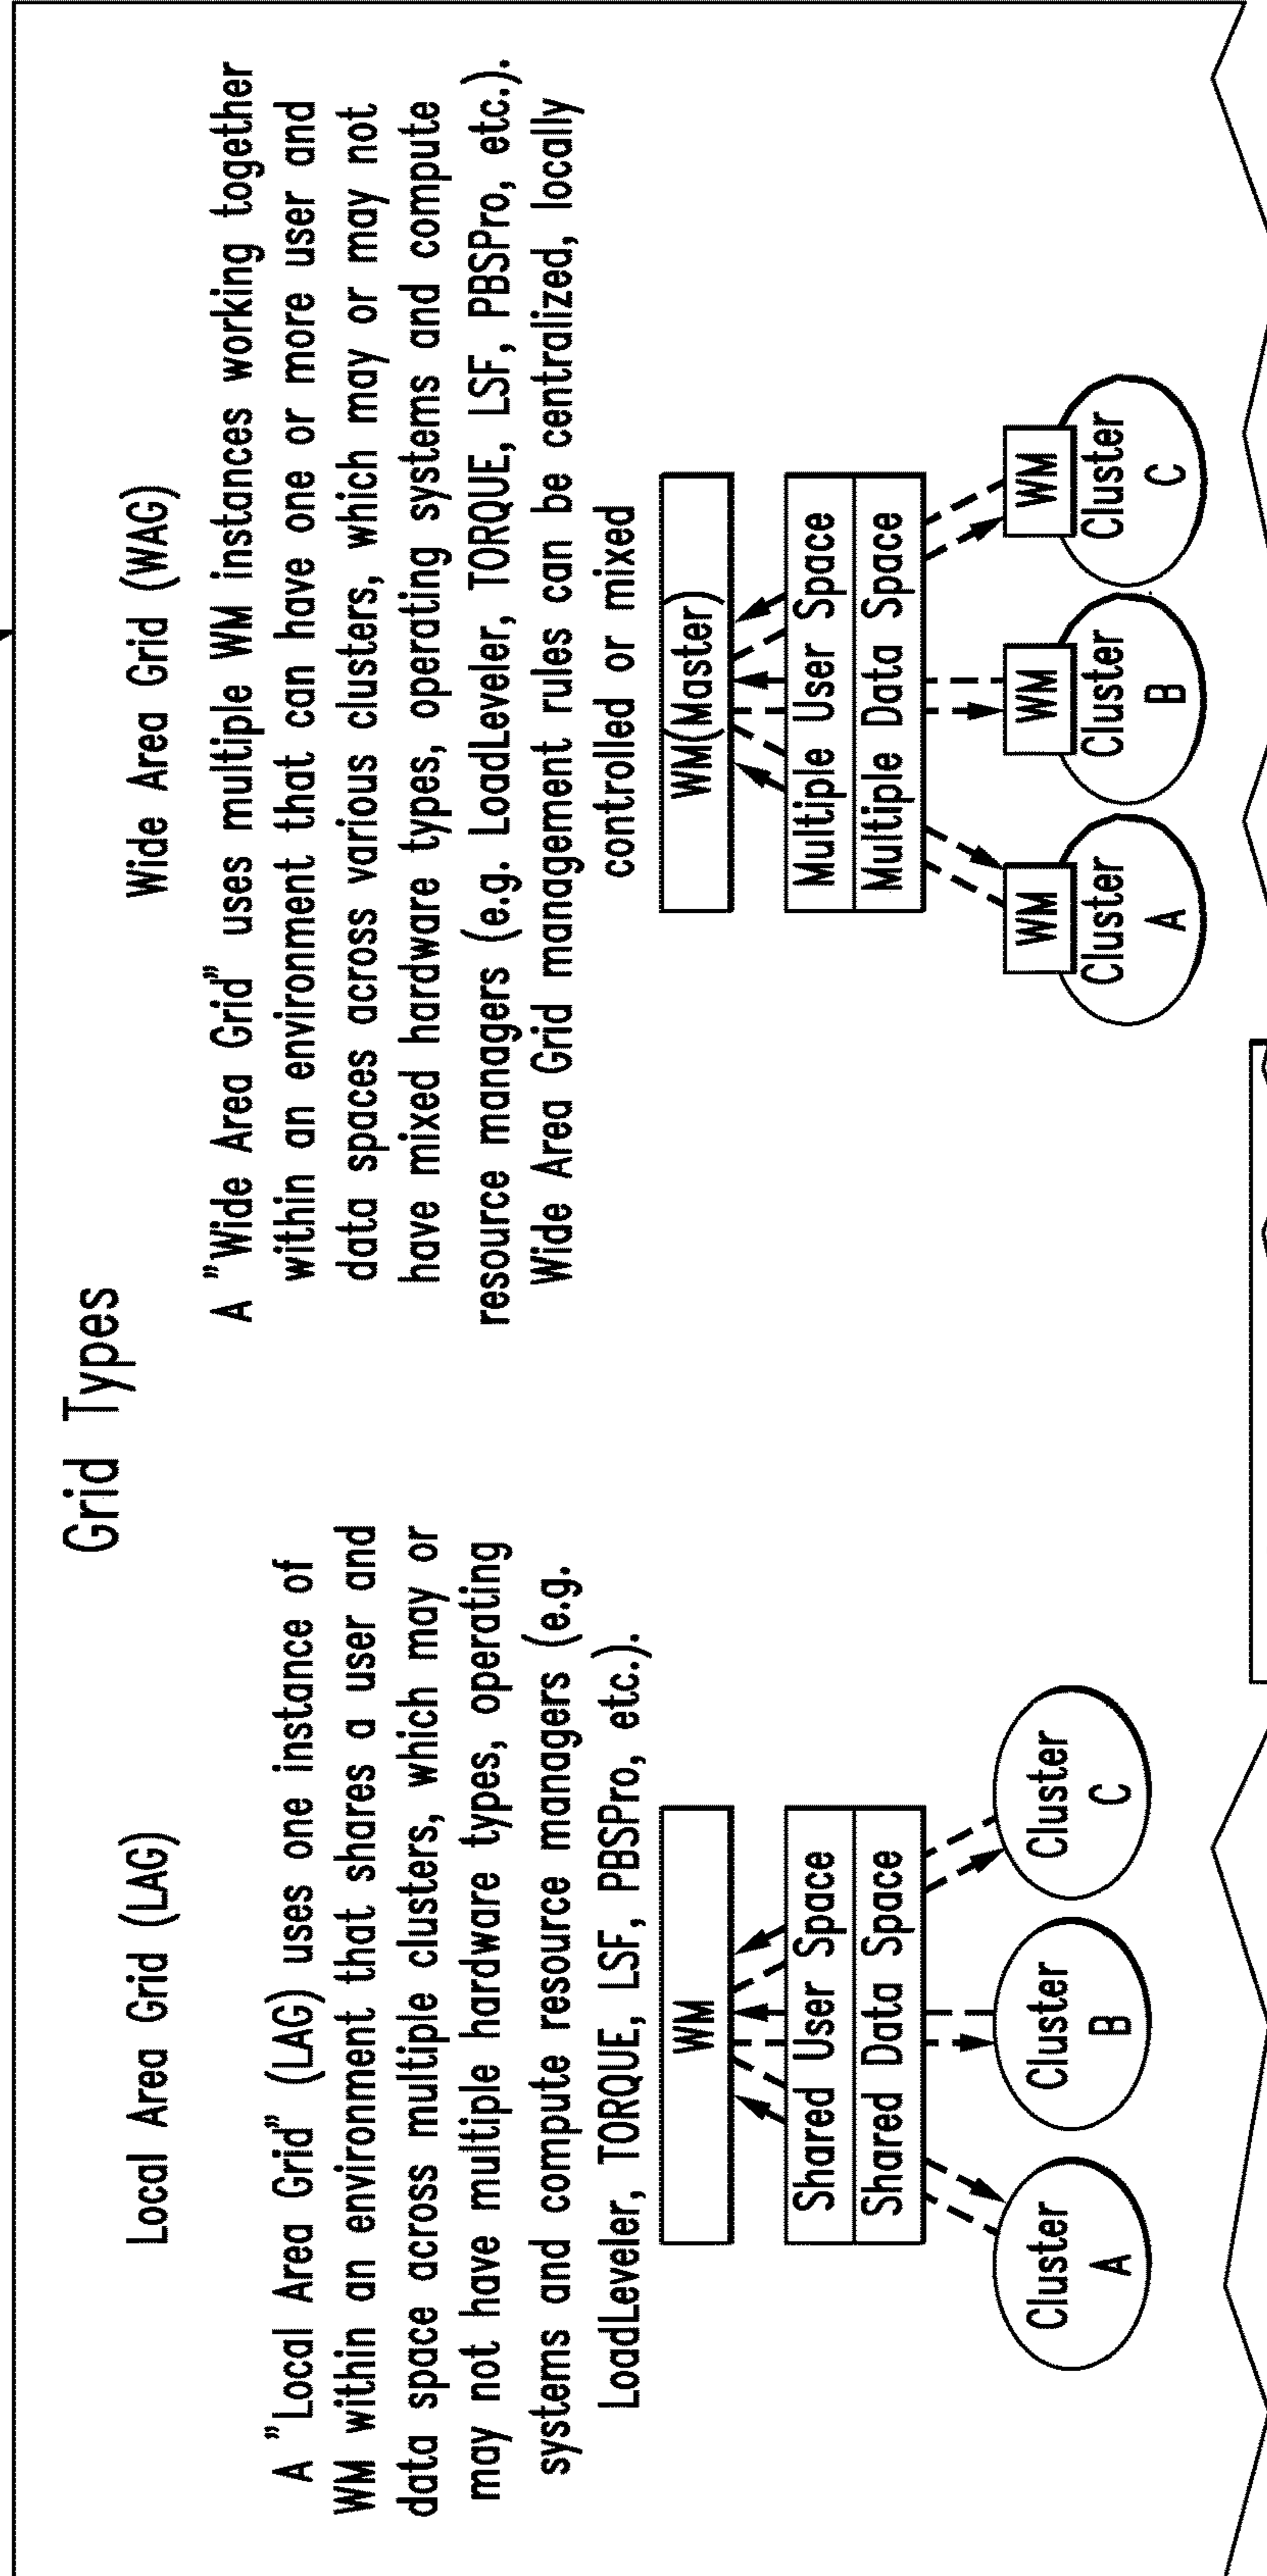 Grid Types
Local Area Grid (LAG)
A "Local Area Grid" (LAG) uses one instance of
WM within an environment that shares a user and
data space across multiple clusters, which may or
may not have multiple hardware types, operating
systems and compute resource managers (e.g.
LoadLeveler, TORQUE, LSF, PBSPro, etc.).
WM
Shared User Space
Shared Data Space
Cluster
A
Cluster
B
Cluster
C
Wide Area Grid (WAG)
A "Wide Area Grid" uses multiple WM instances working together
within an environment that can have one or more user and
data spaces across various clusters, which may or may not
have mixed hardware types, operating systems and compute
resource managers (e.g. LoadLeveler, TORQUE, LSF, PBSPro, etc.).
Wide Area Grid management rules can be centralized, locally
controlled or mixed
WM(Master)
Multiple User Space
Multiple Data Space
WM
Cluster
A
WM
Cluster
B
WM
Cluster
C